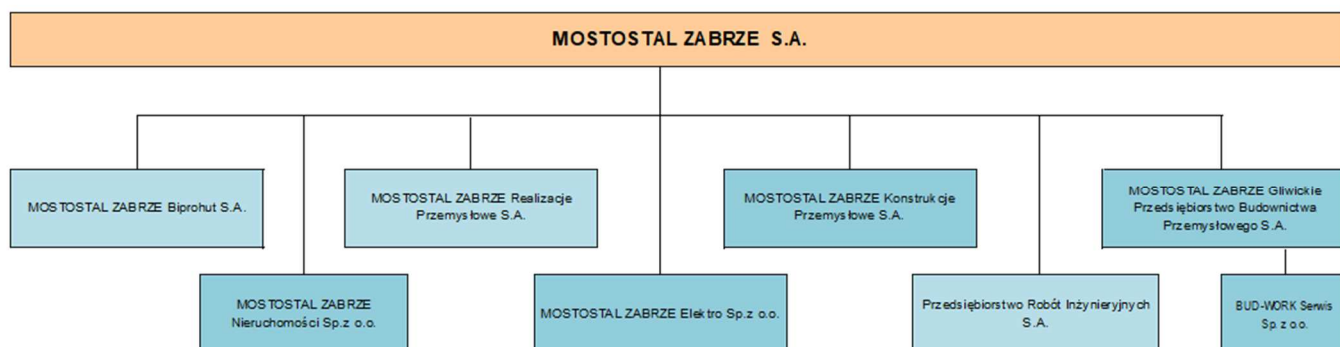 MOSTOSTAL ZABRZE S.A.
MOSTOSTAL ZABRZE Biprohut S.A.
MOSTOSTAL ZABRZE Realizacje
Przemysłowe S.A.
MOSTOSTAL ZABRZE Konstrukcje
Przemysłowe S.A.
MOSTOSTAL ZABRZE Gliwickie
Przedsiębiorstwo Budownictwa
Przemysłowego S.A.
MOSTOSTAL ZABRZE
Nieruchomości Sp.z o.o.
MOSTOSTAL ZABRZE Elektro Sp.z o.o.
Przedsiębiorstwo Robót Inżynieryjnych
S.A.
BUD-WORK Serwis
Sp. z o.o.